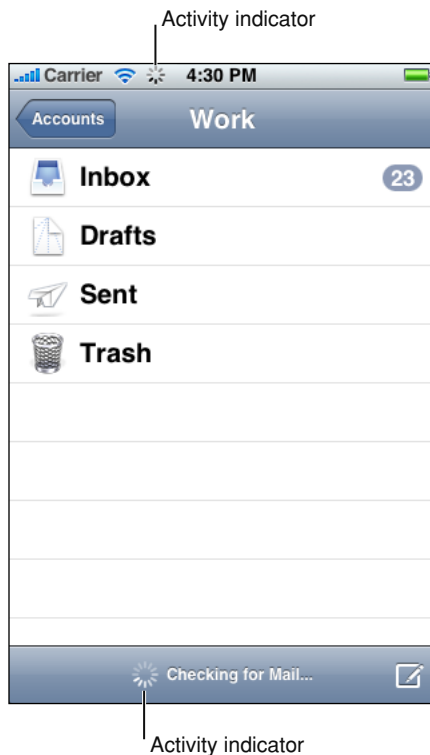 Activity indicator
Carrier 4:30 PM
Accounts Work
Inbox 23
Drafts
Sent
Trash
Checking for Mail...
Activity indicator